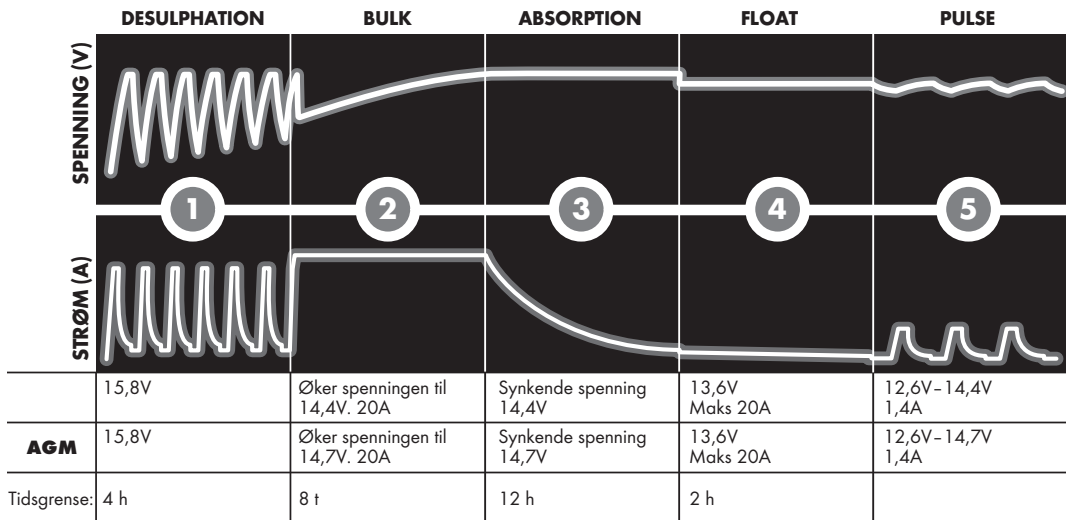 DESULPHATION BULK ABSORPTION FLOAT PULSE
SPENNING (V)
1 2 3 4 5
STRØM (A)
15,8V Øker spenningen til Synkende spenning 13,6V 12,6V–14,4V
14,4V. 20A 14,4V Maks 20A 1,4A
AGM 15,8V Øker spenningen til Synkende spenning 13,6V 12,6V–14,7V
14,7V. 20A 14,7V Maks 20A 1,4A
Tidsgrense: 4 h 8 t 12 h 2 h